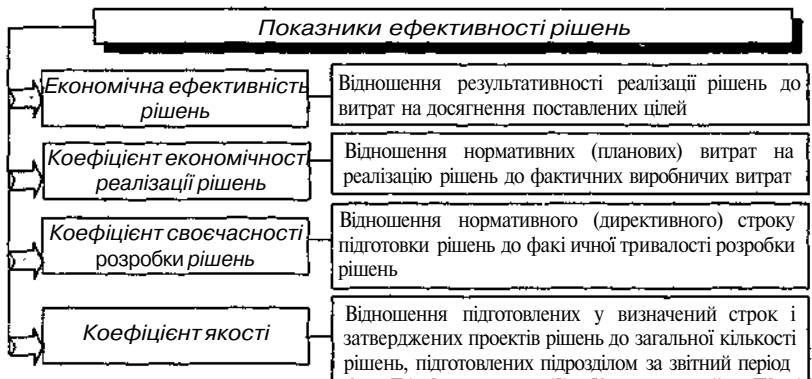 Показники ефективності рішень
Економічна ефективність
рішень
Відношення результативності реалізації рішень до
витрат на досягнення поставлених цілей
Коефіцієнт економічності
реалізації рішень
Відношення нормативних (планових) витрат на
реалізацію рішень до фактичних виробничих витрат
Коефіцієнт своєчасності
розробки рішень
Відношення нормативного (директивного) строку
підготовки рішень до факі ичної тривалості розробки
рішень
Коефіцієнт якості
Відношення підготовлених у визначений строк і
затверджених проектів рішень до загальної кількості
рішень, підготовлених підрозділом за звітний період